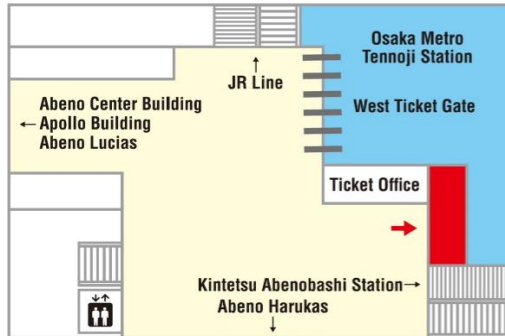 Osaka Metro
Tennoji Station
↑
JR Line
West Ticket Gate
Abeno Center Building
← Apollo Building
Abeno Lucias
Ticket Office
Kintetsu Abenobashi Station →
Abeno Harukas
↓